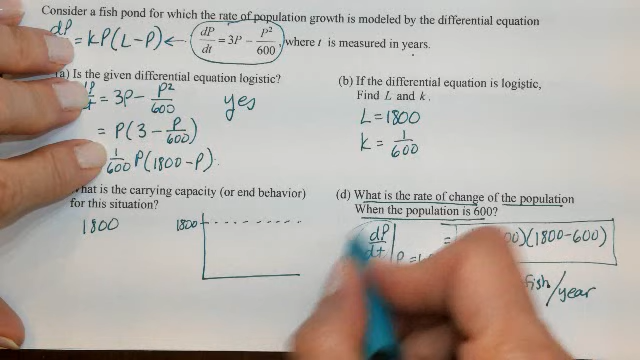 Consider a fish pond for which the rate of population growth is modeled by the differential equation
dP = kP(L-P) ← dP/dt = 3P - P²/600, where t is measured in years.
(a) Is the given differential equation logistic?
= 3P - P²/600 yes
= P(3 - P/600)
1/600 P(1800-P).
(b) If the differential equation is logistic,
Find L and k.
L = 1800
k = 1/600
what is the carrying capacity (or end behavior)
for this situation?
1800 1800
(d) What is the rate of change of the population
When the population is 600?
dP/dt | = 00)(1800-600)
fish/year